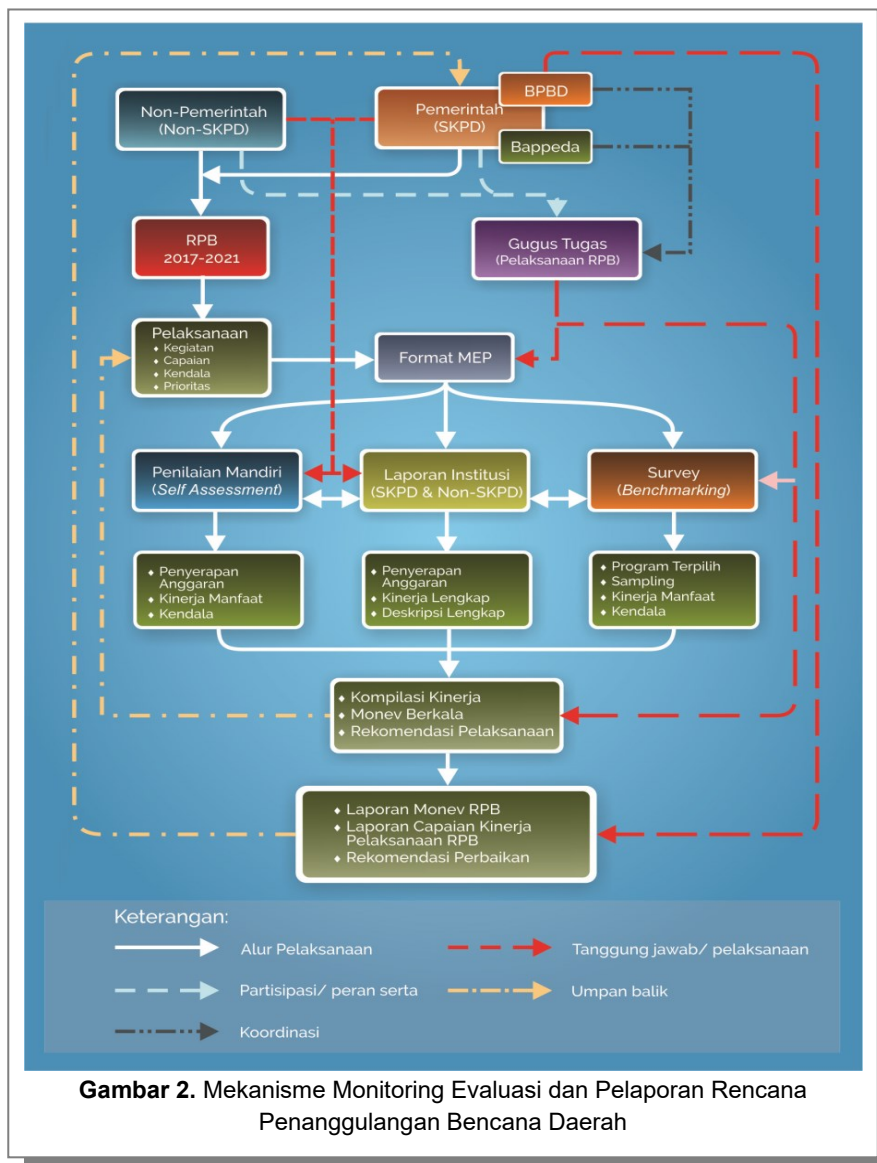 BPBD
Non-Pemerintah
(Non-SKPD)
Pemerintah
(SKPD)
Bappeda
RPB
2017-2021
Gugus Tugas
(Pelaksanaan RPB)
Pelaksanaan
◆ Kegiatan
◆ Capaian
◆ Kendala
◆ Prioritas
Format MEP
Penilaian Mandiri
(Self Assessment)
Laporan Institusi
(SKPD & Non-SKPD)
Survey
(Benchmarking)
◆ Penyerapan
Anggaran
◆ Kinerja Manfaat
◆ Kendala
◆ Penyerapan
Anggaran
◆ Kinerja Lengkap
◆ Deskripsi Lengkap
◆ Program Terpilih
◆ Sampling
◆ Kinerja Manfaat
◆ Kendala
◆ Kompilasi Kinerja
◆ Monev Berkala
◆ Rekomendasi Pelaksanaan
◆ Laporan Monev RPB
◆ Laporan Capaian Kinerja
Pelaksanaan RPB
◆ Rekomendasi Perbaikan
Keterangan:
Alur Pelaksanaan
Tanggung jawab/ pelaksanaan
Partisipasi/ peran serta
Umpan balik
Koordinasi
Gambar 2. Mekanisme Monitoring Evaluasi dan Pelaporan Rencana
Penanggulangan Bencana Daerah